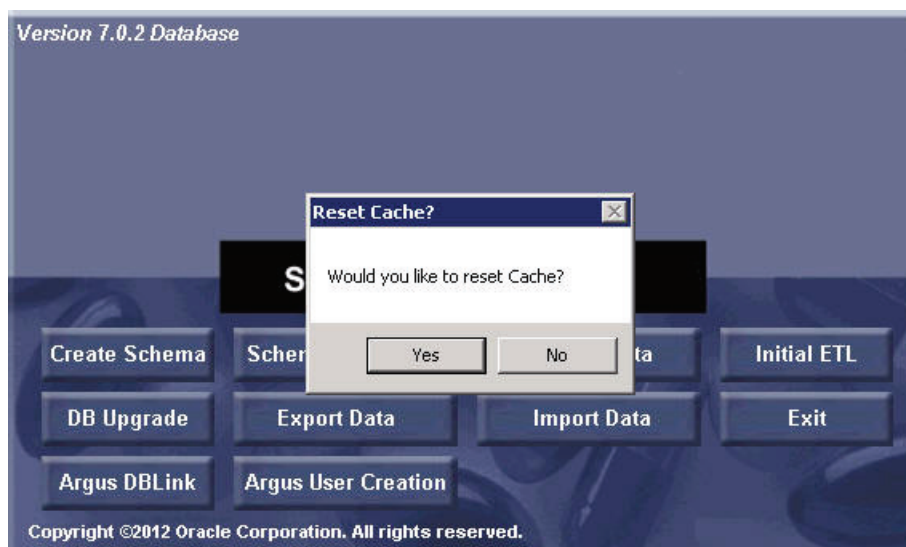 Version 7.0.2 Database
Reset Cache?
Would you like to reset Cache?
Yes No
Create Schema Initial ETL
DB Upgrade Export Data Import Data Exit
Argus DBLink Argus User Creation
Copyright ©2012 Oracle Corporation. All rights reserved.